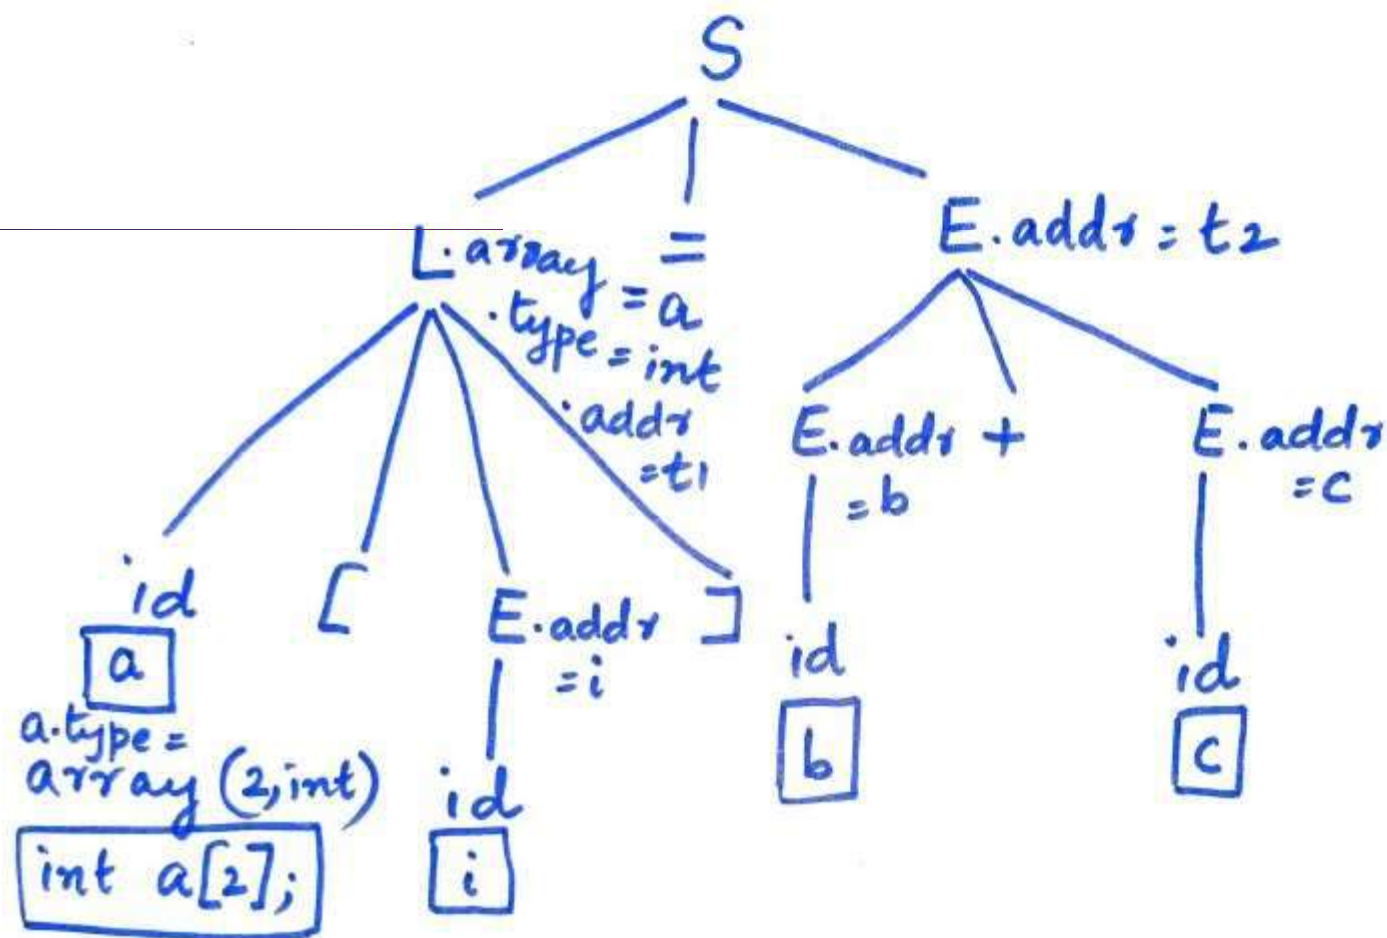 S
L.array = a
=
E.addr = t2
.type = int
.addr
= t1
E.addr
= b
+
E.addr
= c
id
[
E.addr
= i
]
id
id
a
a.type =
array (2, int)
int a[2];
id
i
b
c